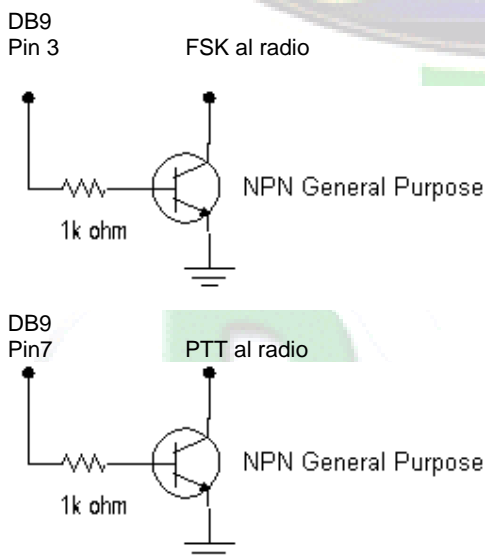 DB9
Pin 3 FSK al radio
NPN General Purpose
1k ohm
DB9
Pin7 PTT al radio
NPN General Purpose
1k ohm